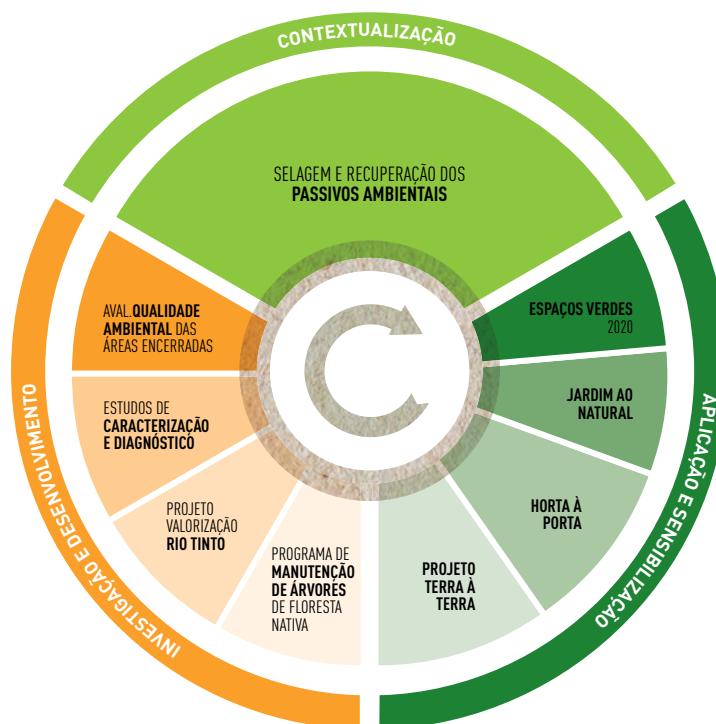 CONTEXTUALIZAÇÃO
SELAGEM E RECUPERAÇÃO DOS
PASSIVOS AMBIENTAIS
ESPAÇOS VERDES
2020
JARDIM AO
NATURAL
HORTA À
PORTA
PROJETO
TERRA À
TERRA
APLICAÇÃO E SENSIBILIZAÇÃO
PROGRAMA DE
MANUTENÇÃO
DE ÁRVORES
DE FLORESTA
NATIVA
PROJETO
VALORIZAÇÃO
RIO TINTO
ESTUDOS DE
CARACTERIZAÇÃO
E DIAGNÓSTICO
AVAL.QUALIDADE
AMBIENTAL DAS
ÁREAS ENCERRADAS
INVESTIGAÇÃO E DESENVOLVIMENTO